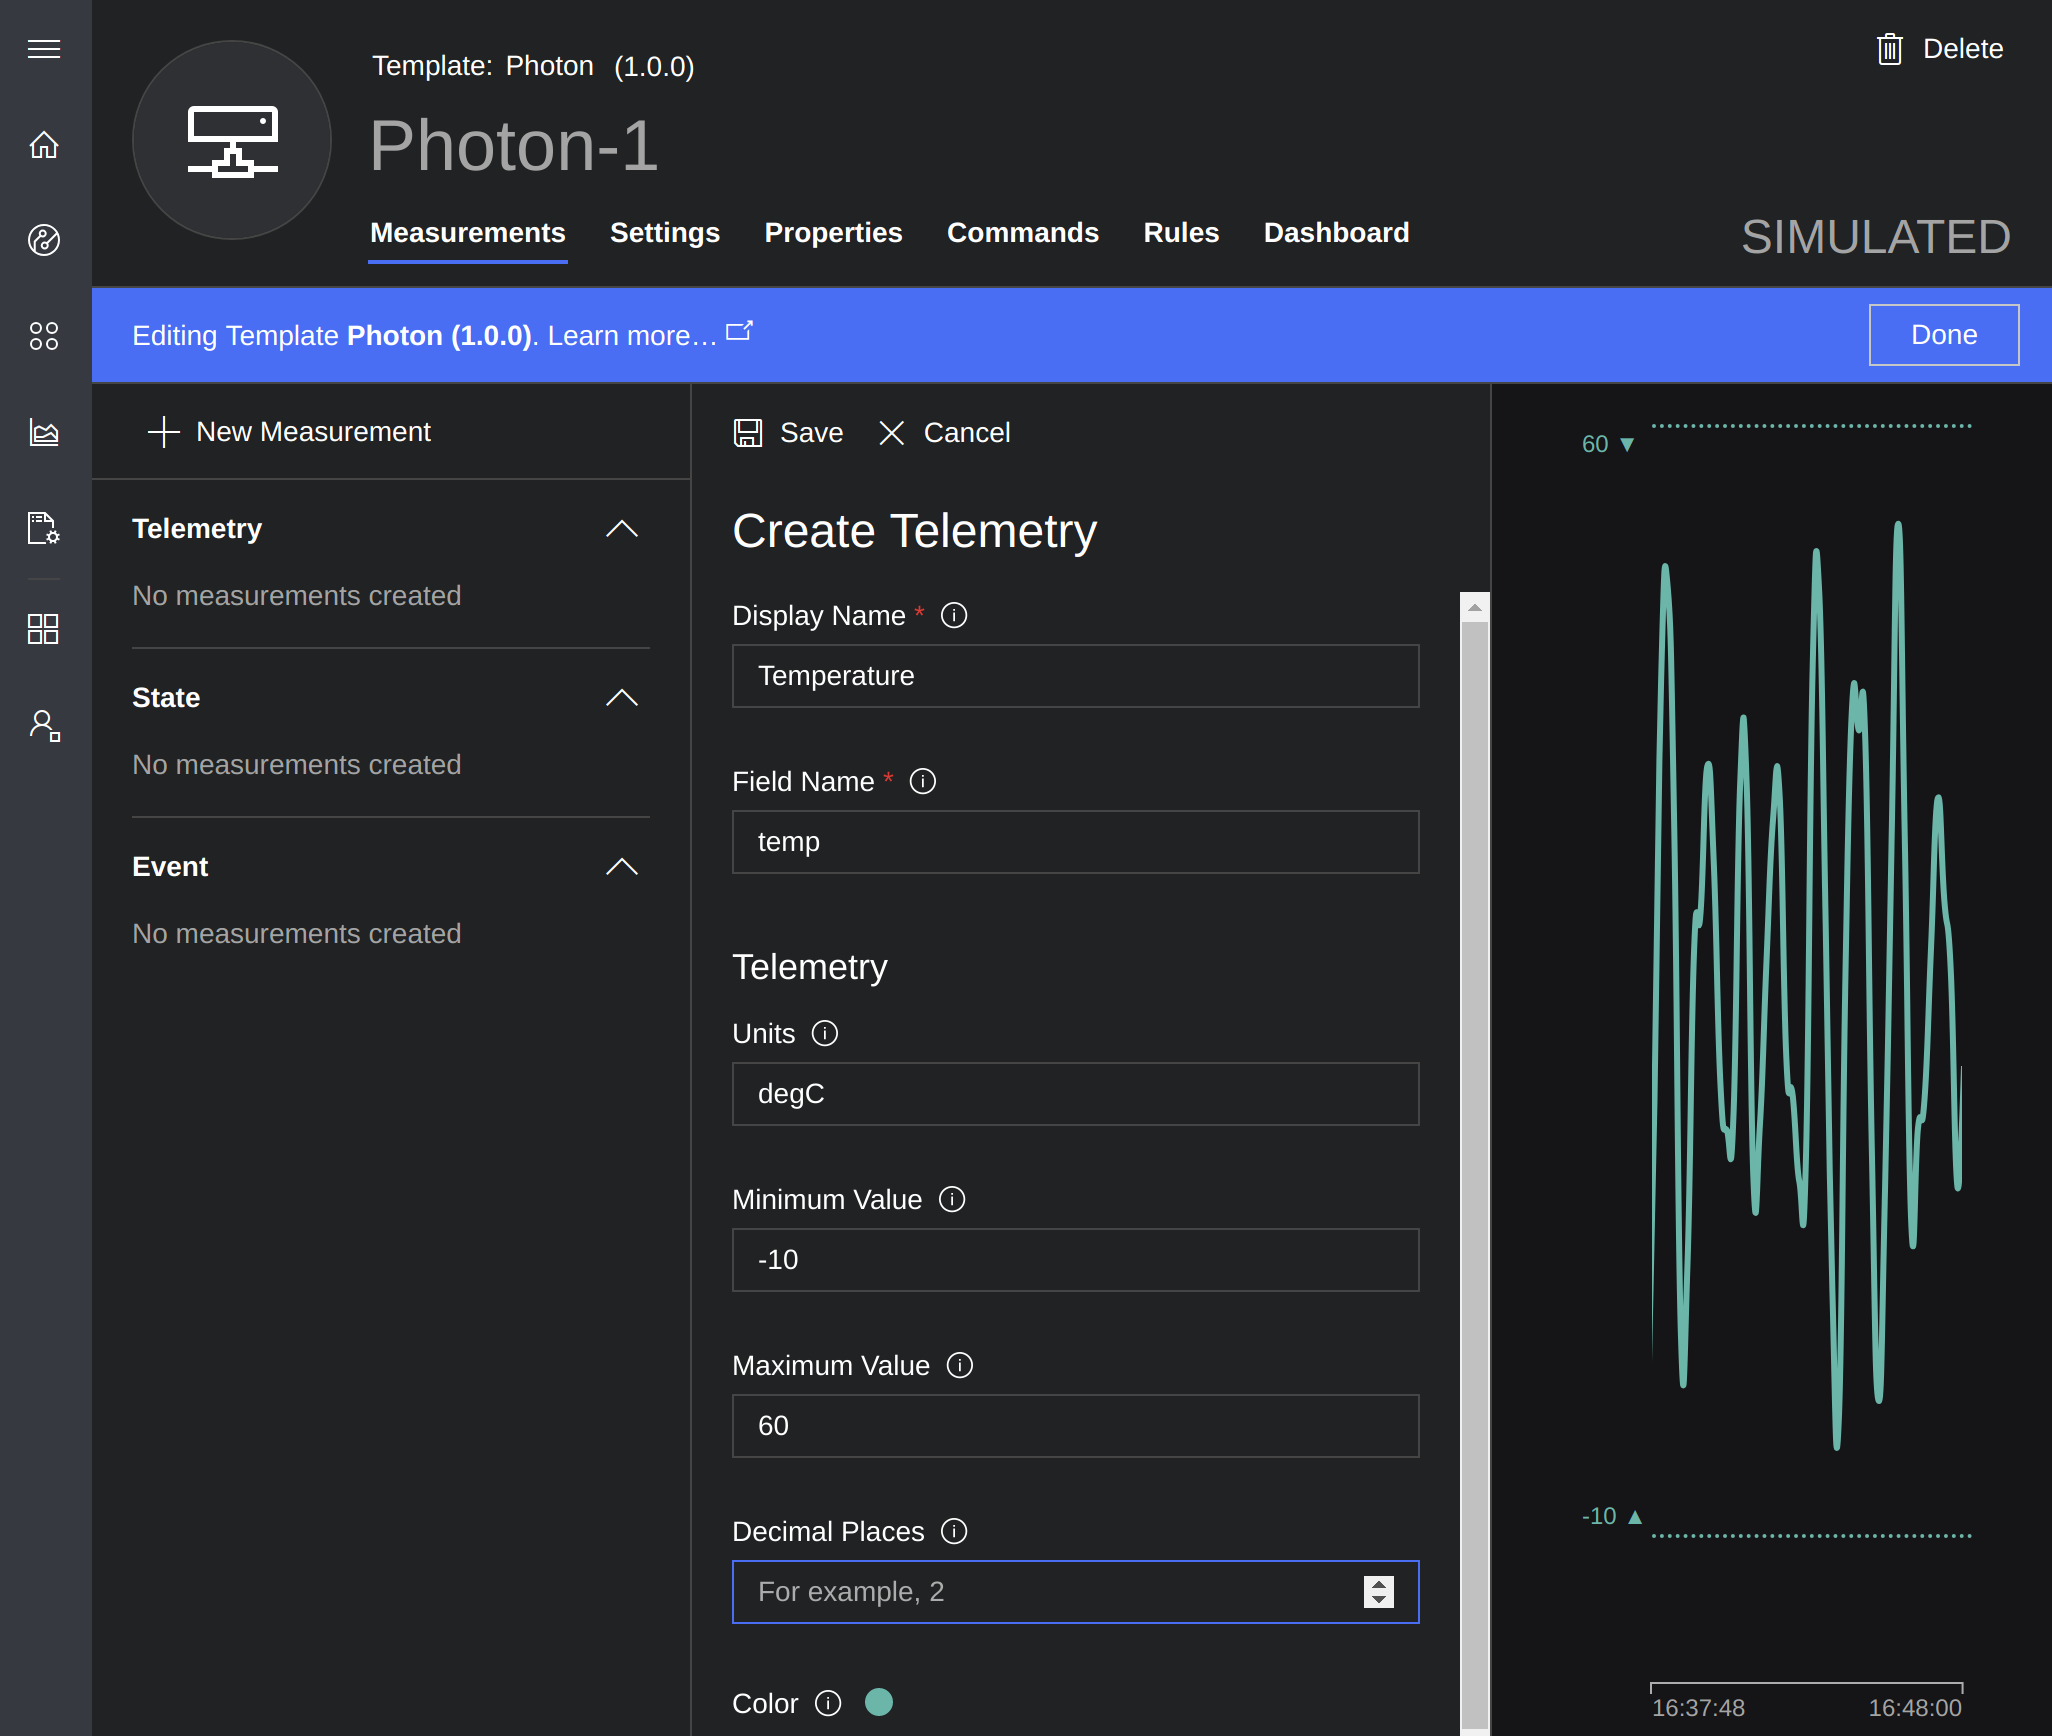 Delete
Template: Photon (1.0.0)
Photon-1
Measurements Settings Properties Commands Rules Dashboard
SIMULATED
Editing Template Photon (1.0.0). Learn more...
Done
New Measurement
Telemetry
No measurements created
State
No measurements created
Event
No measurements created
Save Cancel
Create Telemetry
Display Name *
Temperature
Field Name *
temp
Telemetry
Units
degC
Minimum Value
-10
Maximum Value
60
Decimal Places
For example, 2
Color
60 ▼
-10 ▲
16:37:48 16:48:00